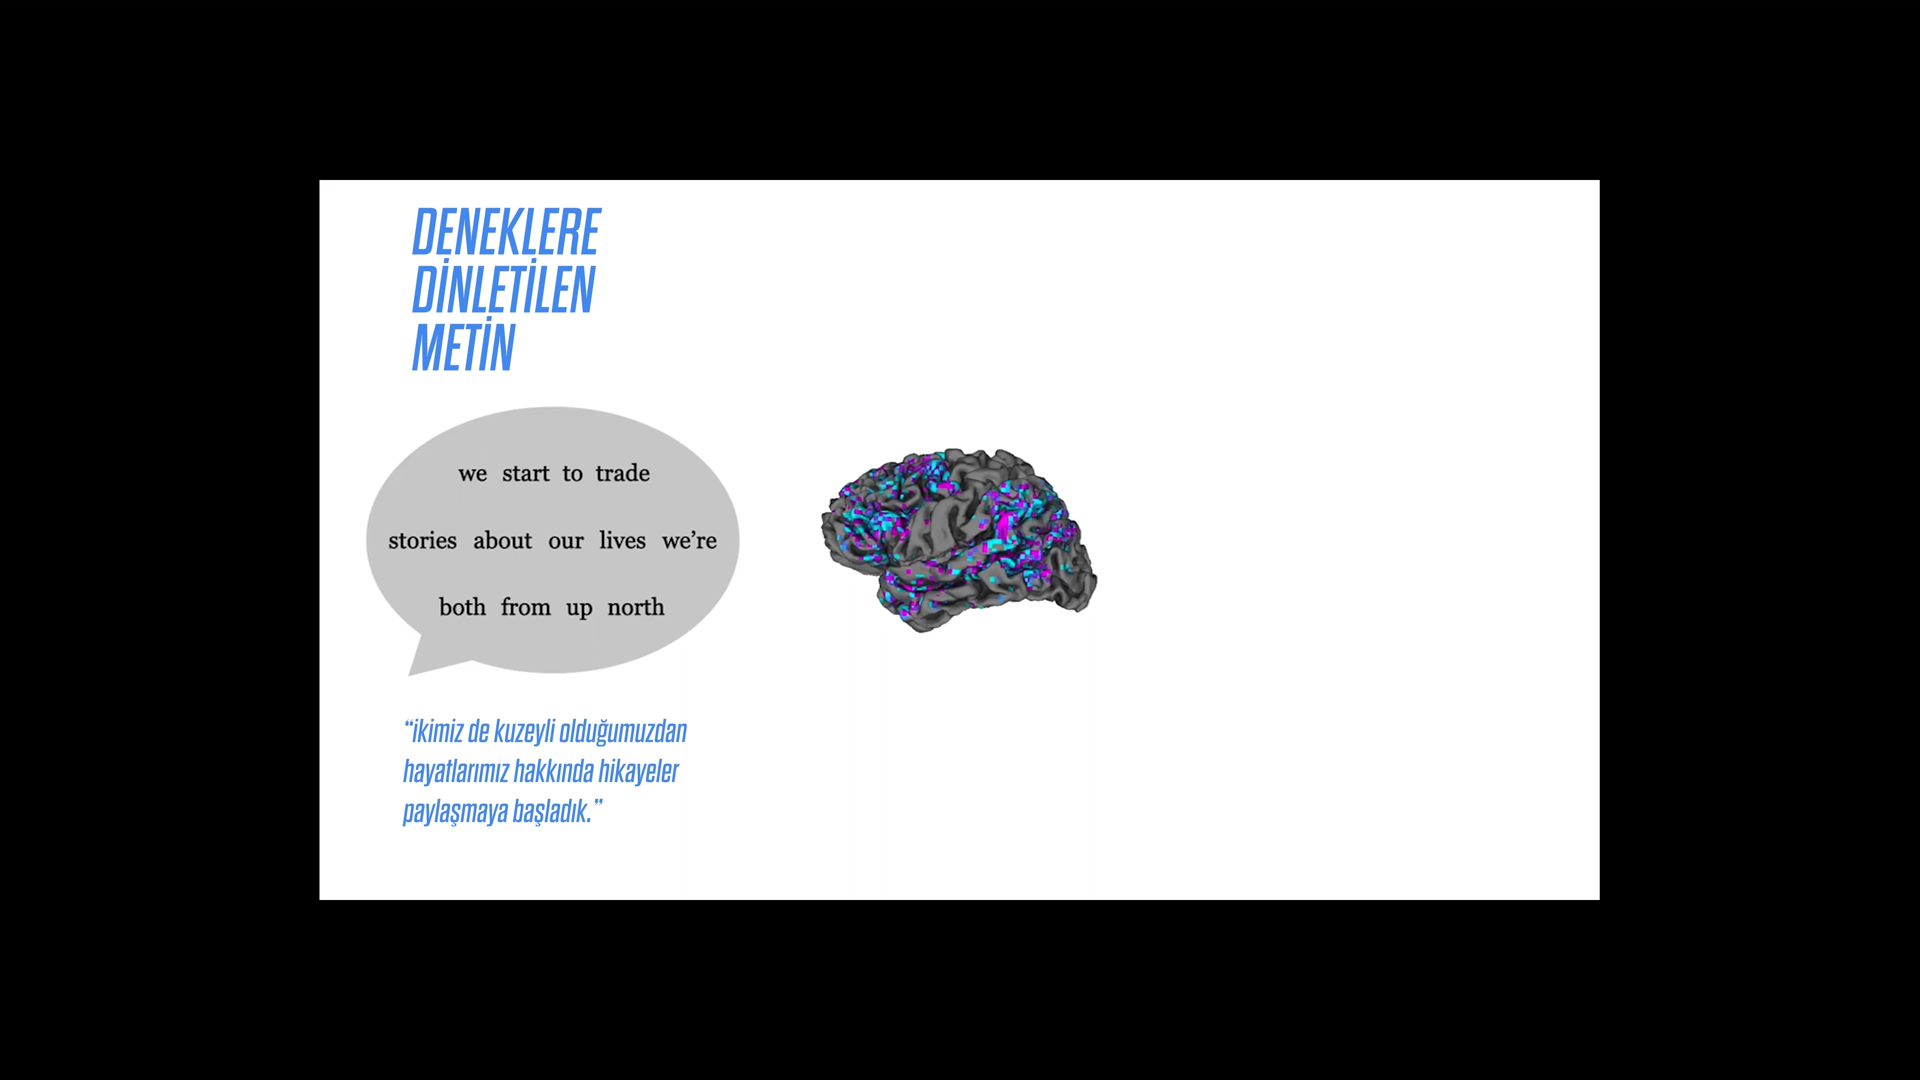 DENEKLERE
DİNLETİLEN
METİN
we start to trade
stories about our lives we’re
both from up north
“ikimiz de kuzeyli olduğumuzdan
hayatlarımız hakkında hikayeler
paylaşmaya başladık.”